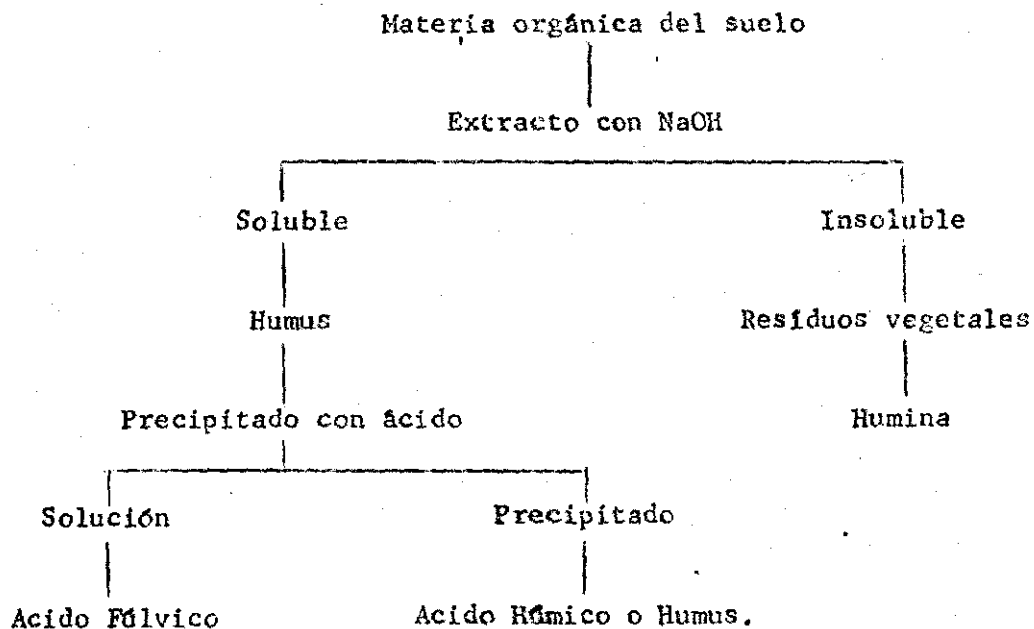 Materia orgánica del suelo
Extracto con NaOH
Soluble Insoluble
Humus Resíduos vegetales
Precipitado con ácido Humina
Solución Precipitado
Acido Fúlvico Acido Húmico o Humus.